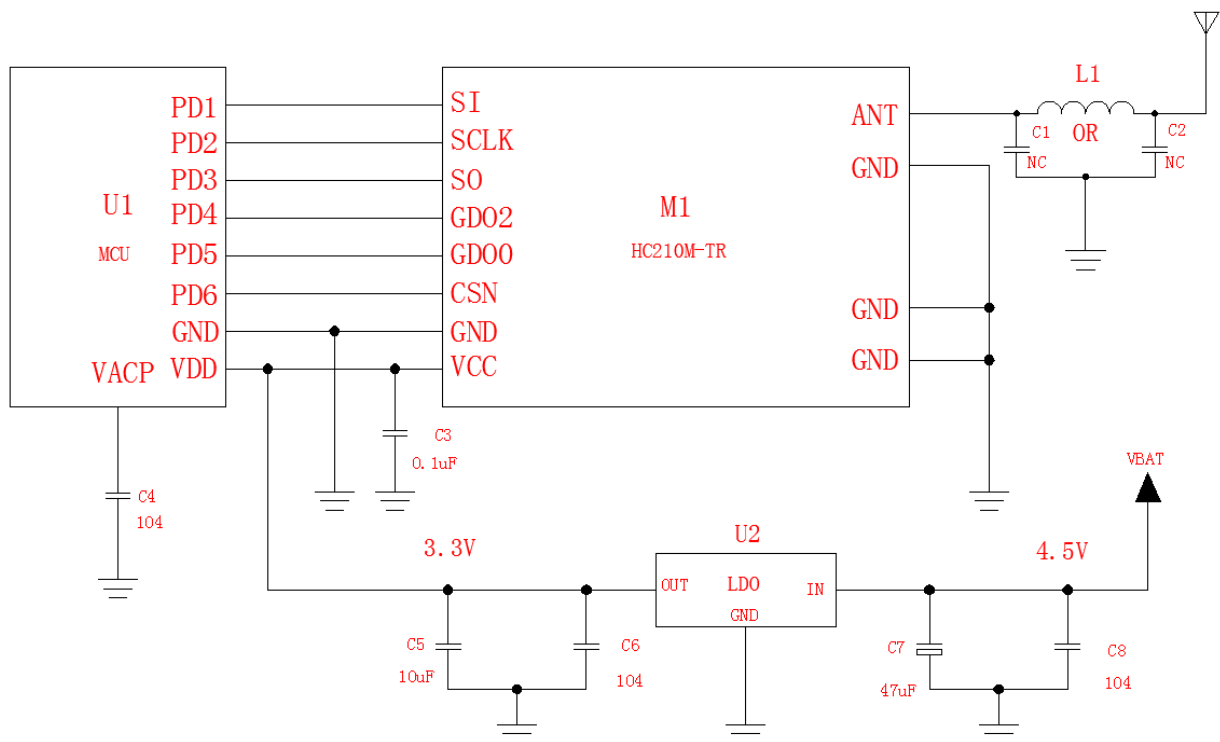 L1
PD1
SI
ANT
C1
OR
C2
PD2
SCLK
NC
NC
PD3
SO
GND
U1
PD4
GDO2
M1
MCU
PD5
GDO0
HC210M-TR
PD6
CSN
GND
GND
GND
VACP
VDD
VCC
GND
C3
0.1uF
VBAT
C4
104
U2
3.3V
4.5V
OUT
LDO
IN
GND
C5
C6
C7
C8
10uF
104
47uF
104